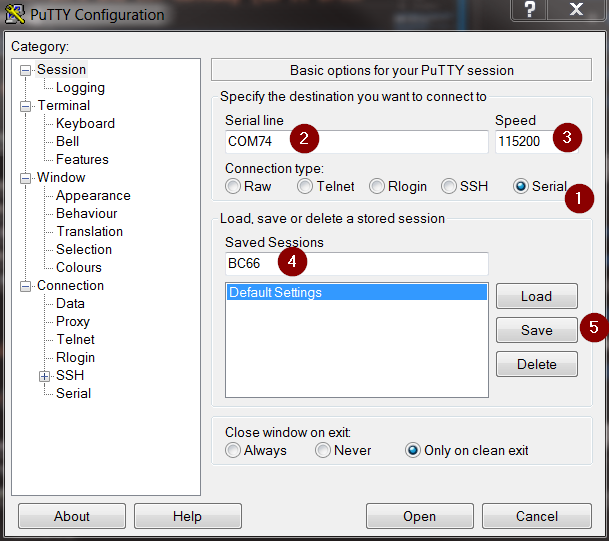 PuTTY Configuration
?
X
Category:
Session
Logging
Terminal
Keyboard
Bell
Features
Window
Appearance
Behaviour
Translation
Selection
Colours
Connection
Data
Proxy
Telnet
Rlogin
SSH
Serial
Basic options for your PuTTY session
Specify the destination you want to connect to
Serial line Speed
COM74 2 115200 3
Connection type:
Raw Telnet Rlogin SSH Serial 1
Load, save or delete a stored session
Saved Sessions
BC66 4
Default Settings
Load
Save 5
Delete
Close window on exit:
Always Never Only on clean exit
About Help Open Cancel